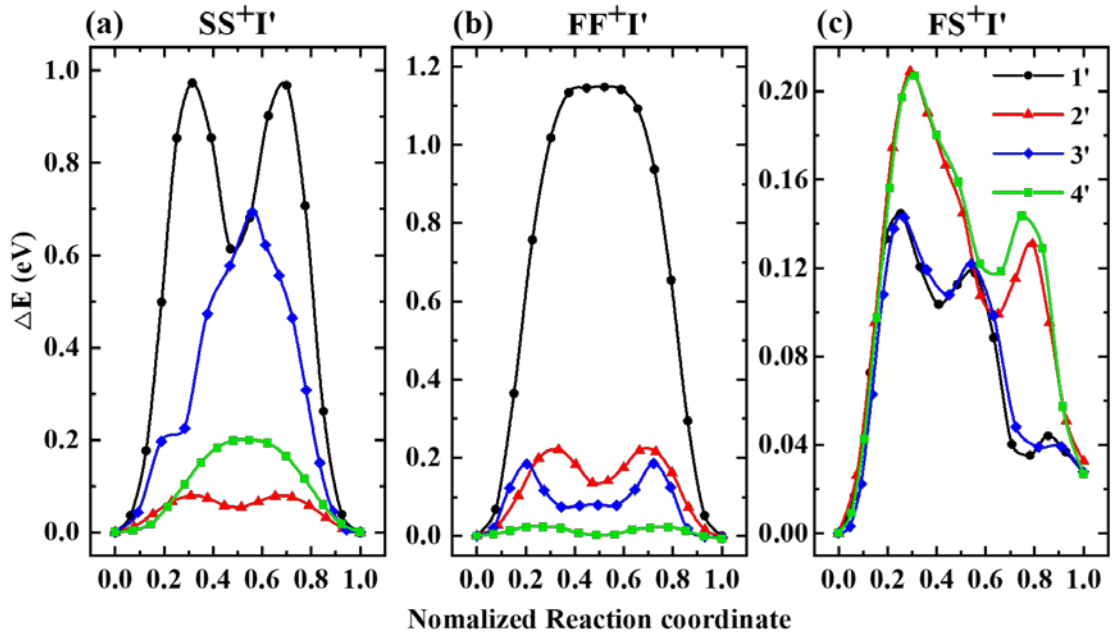 (a) SS⁺I'
(b) FF⁺I'
(c) FS⁺I'
△E (eV)
1.0
0.8
0.6
0.4
0.2
0.0
1.2
1.0
0.8
0.6
0.4
0.2
0.0
0.20
0.16
0.12
0.08
0.04
0.00
1'
2'
3'
4'
0.0 0.2 0.4 0.6 0.8 1.0
0.0 0.2 0.4 0.6 0.8 1.0
0.0 0.2 0.4 0.6 0.8 1.0
Nomalized Reaction coordinate